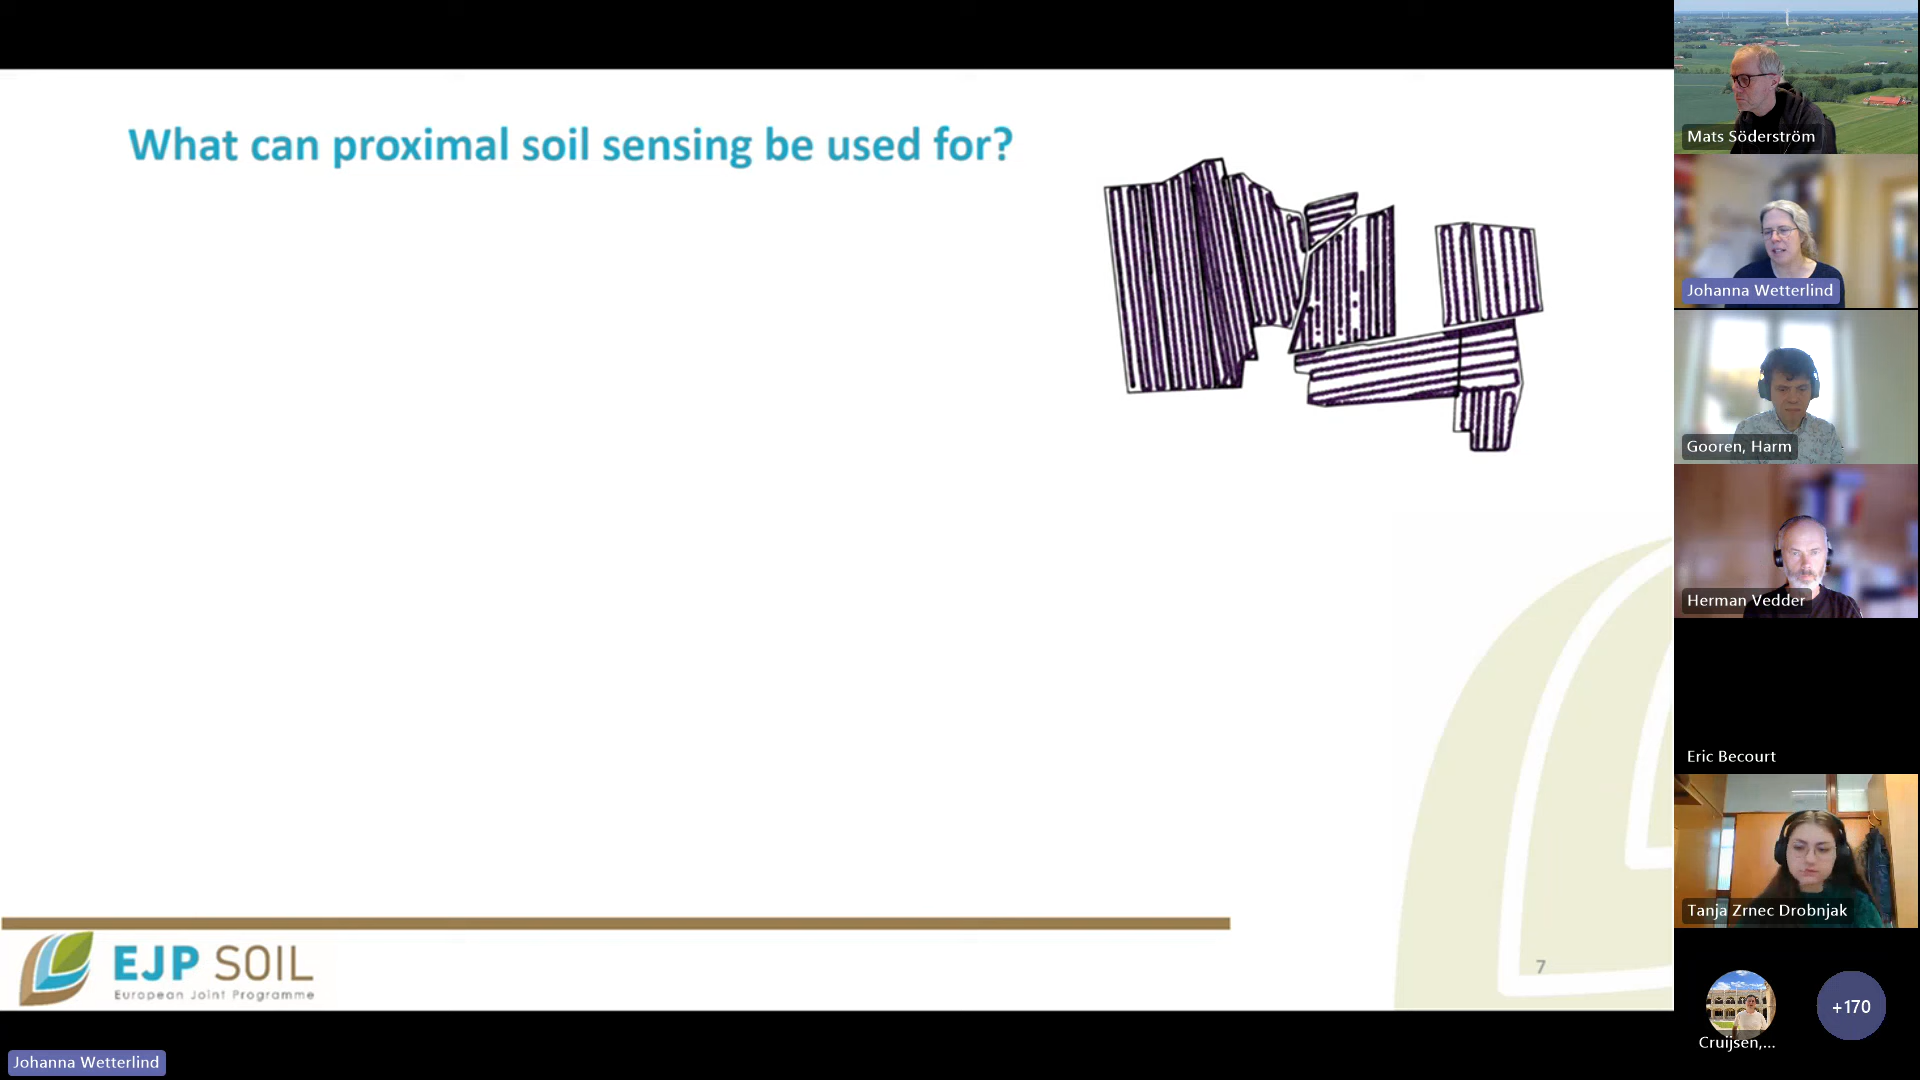 What can proximal soil sensing be used for?
EJP SOIL
European Joint Programme
7
Johanna Wetterlind
Mats Söderström
Johanna Wetterlind
Gooren, Harm
Herman Vedder
Eric Becourt
Tanja Zrnec Drobnjak
Cruijsen,...
+170